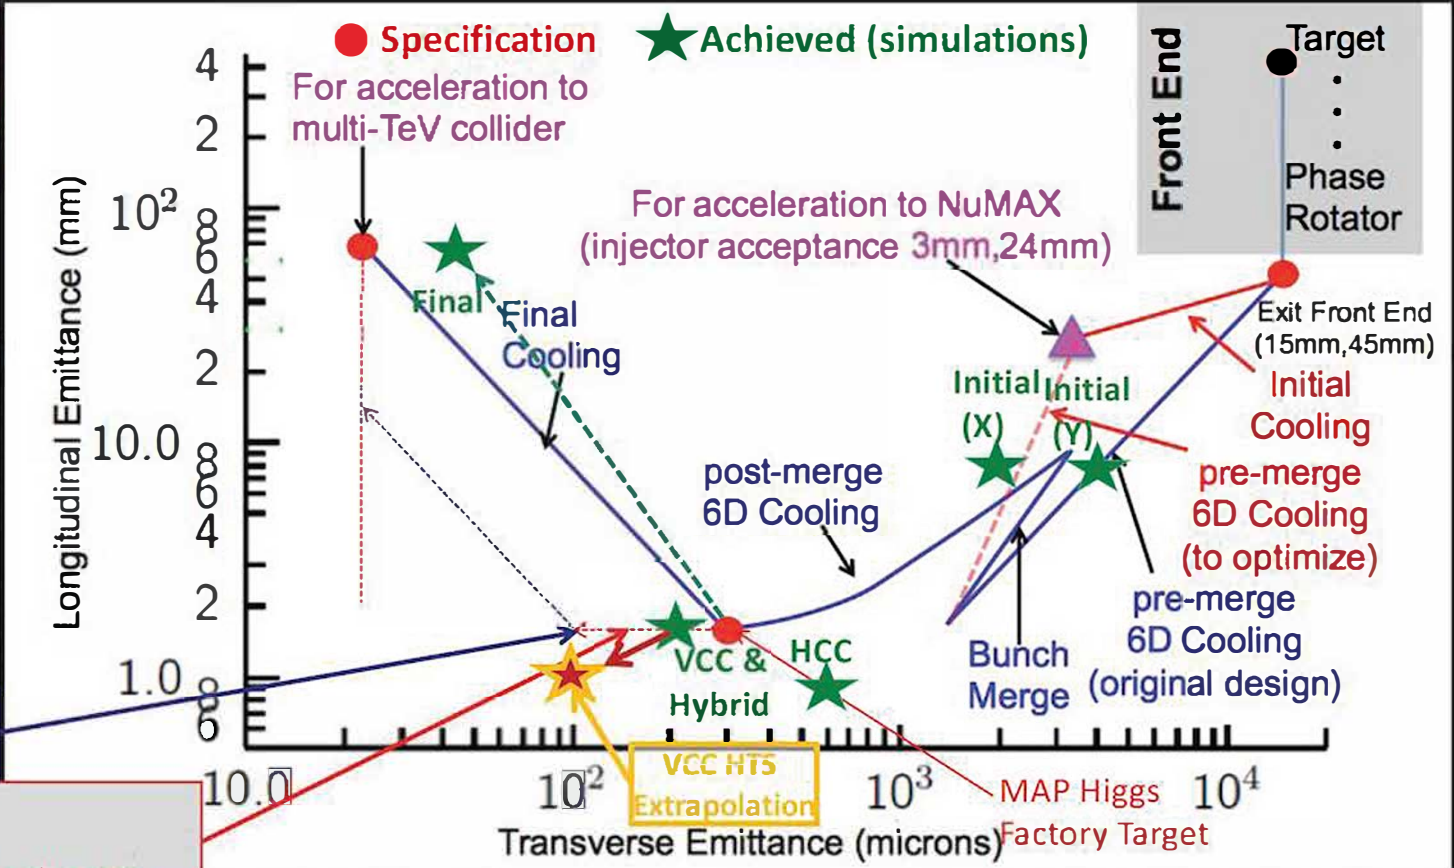 Specification
Achieved (simulations)
For acceleration to
multi-TeV collider
Front End
Target
Phase
Rotator
For acceleration to NuMAX
(injector acceptance 3mm,24mm)
Exit Front End
(15mm,45mm)
Initial
Cooling
Final
Final
Cooling
Initial
(X)
Initial
(Y)
post-merge
6D Cooling
pre-merge
6D Cooling
(to optimize)
pre-merge
6D Cooling
(original design)
Bunch
Merge
VCC &
Hybrid
HCC
VCC HTS
Extrapolation
MAP Higgs
Factory Target
Longitudinal Emittance (mm)
4
2
10²
8
6
4
2
10.0
8
6
4
2
1.0
8
6
10.0
10²
10³
10⁴
Transverse Emittance (microns)